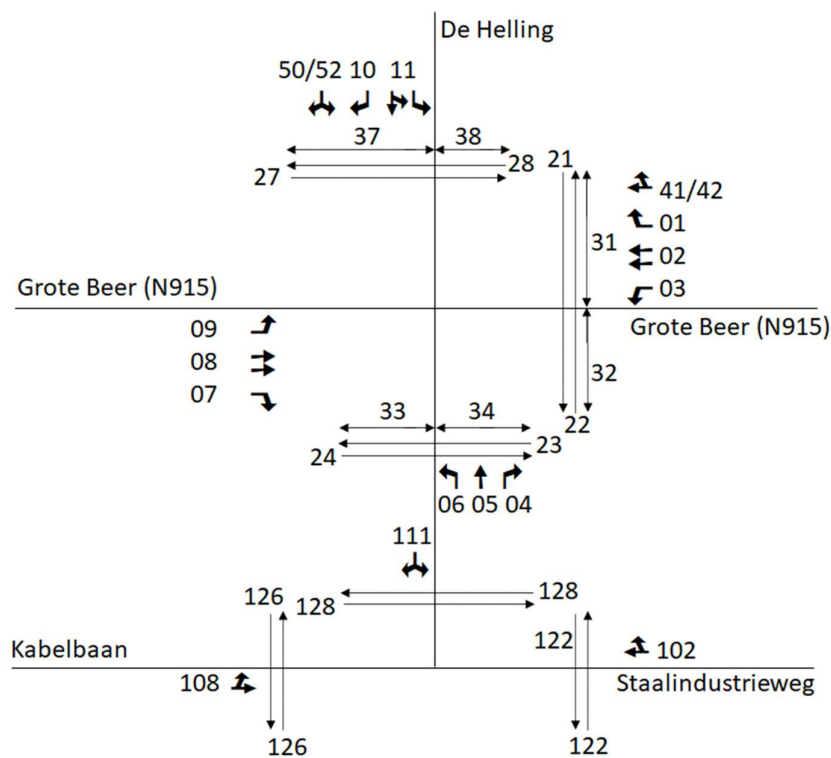 De Helling
50/52 10 11
37 38
27 28 21
41/42
01
31
02
Grote Beer (N915) 03
09 Grote Beer (N915)
08
32
07
33 34
22
24 23
06 05 04
111
126 128 128
Kabelbaan 122 102
108 Staalindustrieweg
126 122